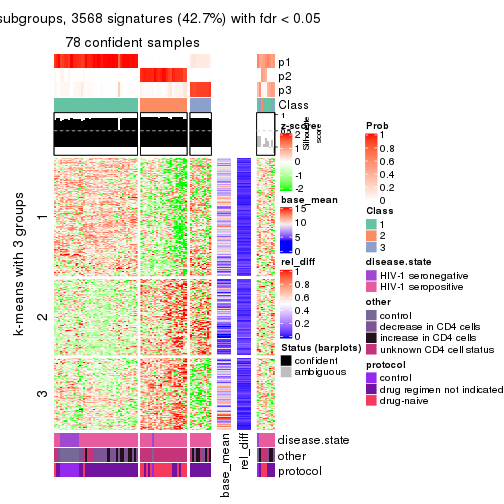 subgroups, 3568 signatures (42.7%) with fdr < 0.05
78 confident samples
p1
p2
p3
Class
1
0.5
0
Silhouette
score
k-means with 3 groups
1
2
3
base_mean
rel_diff
disease.state
other
protocol
z-score
2
1
0
-1
-2
base_mean
15
10
5
0
rel_diff
1
0.8
0.6
0.4
0.2
0
Status (barplots)
confident
ambiguous
Prob
1
0.8
0.6
0.4
0.2
0
Class
1
2
3
disease.state
HIV-1 seronegative
HIV-1 seropositive
other
control
decrease in CD4 cells
increase in CD4 cells
unknown CD4 cell status
protocol
control
drug regimen not indicated
drug-naive